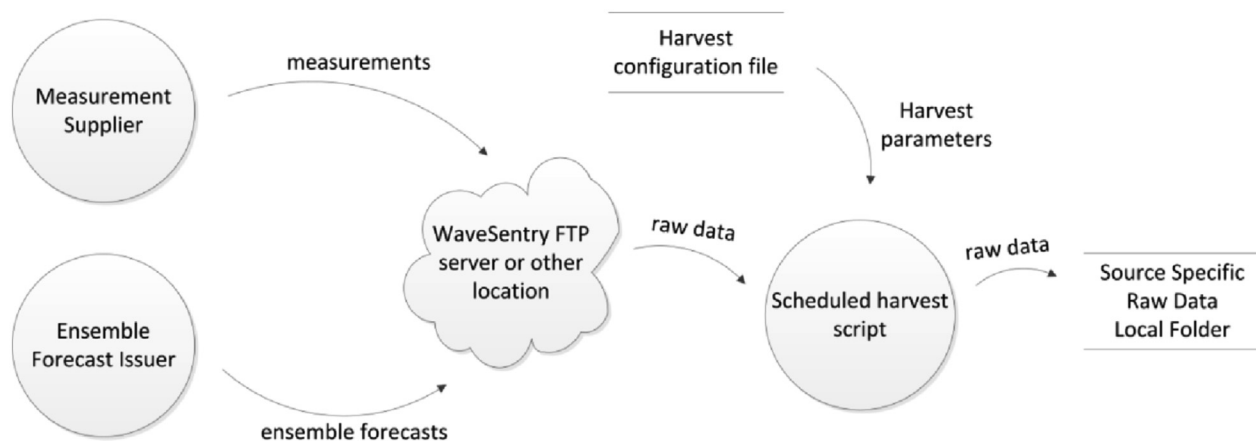 Measurement
Supplier
measurements
Harvest
configuration file
Harvest
parameters
WaveSentry FTP
server or other
location
raw data
Scheduled harvest
script
raw data
Source Specific
Raw Data
Local Folder
Ensemble
Forecast Issuer
ensemble forecasts